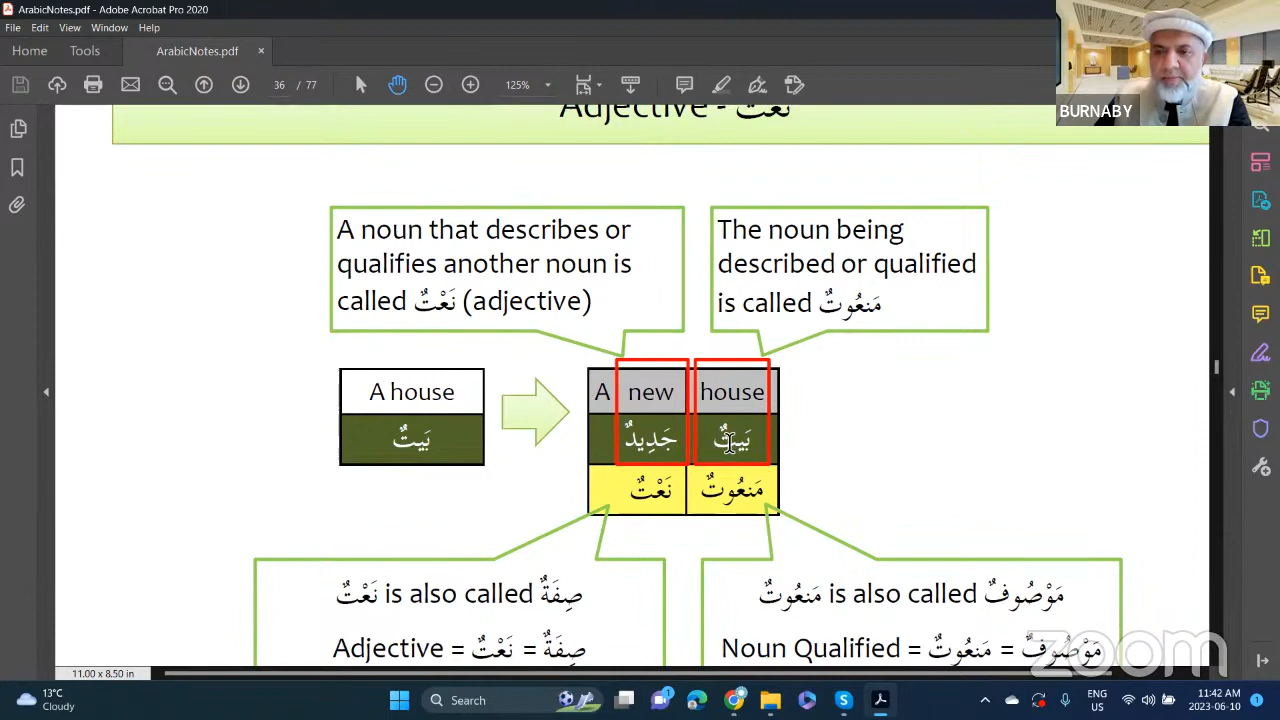 ArabicNotes.pdf - Adobe Acrobat Pro 2020
File Edit View Window Help
Home Tools ArabicNotes.pdf ×
36 / 77 125%
BURNABY
Adjective - نَعْتٌ
A noun that describes or
qualifies another noun is
called نَعْتٌ (adjective)
The noun being
described or qualified
is called مَنعُوتٌ
A house
بَيتٌ
A new house
بَيتٌ جَدِيدٌ
مَنعُوتٌ نَعْتٌ
نَعْتٌ is also called صِفَةٌ
Adjective = نَعْتٌ = صِفَةٌ
مَنعُوتٌ is also called مَوْصُوفٌ
Noun Qualified = مَنعُوتٌ = مَوْصُوفٌ
zoom
11.00 x 8.50 in
13°C
Cloudy
Search
ENG
US
11:42 AM
2023-06-10